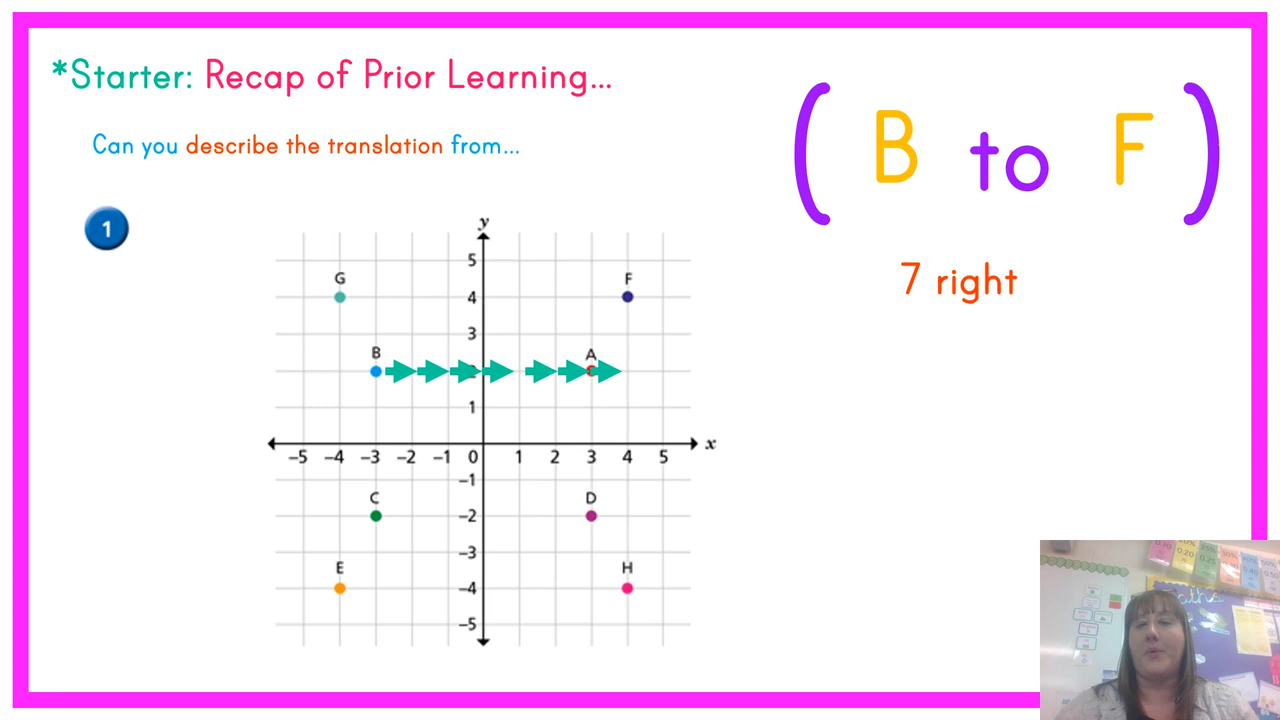 *Starter: Recap of Prior Learning...
Can you describe the translation from...
( B to F )
7 right
1
y
5
G
F
4
3
B
A
2
1
x
-5 -4 -3 -2 -1 0 1 2 3 4 5
-1
C
D
-2
-3
E
H
-4
-5
aths